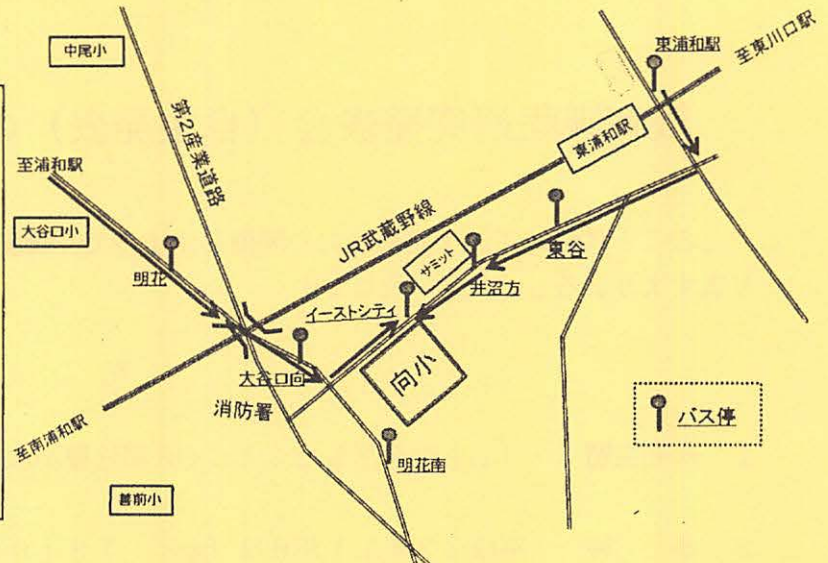 中尾小
東浦和駅
至東川口駅
第2産業道路
東浦和駅
至浦和駅
大谷口小
JR武蔵野線
サミット
東谷
明花
井沼方
イーストシティ
大谷口向
向小
消防署
バス停
至南浦和駅
明花南
善前小